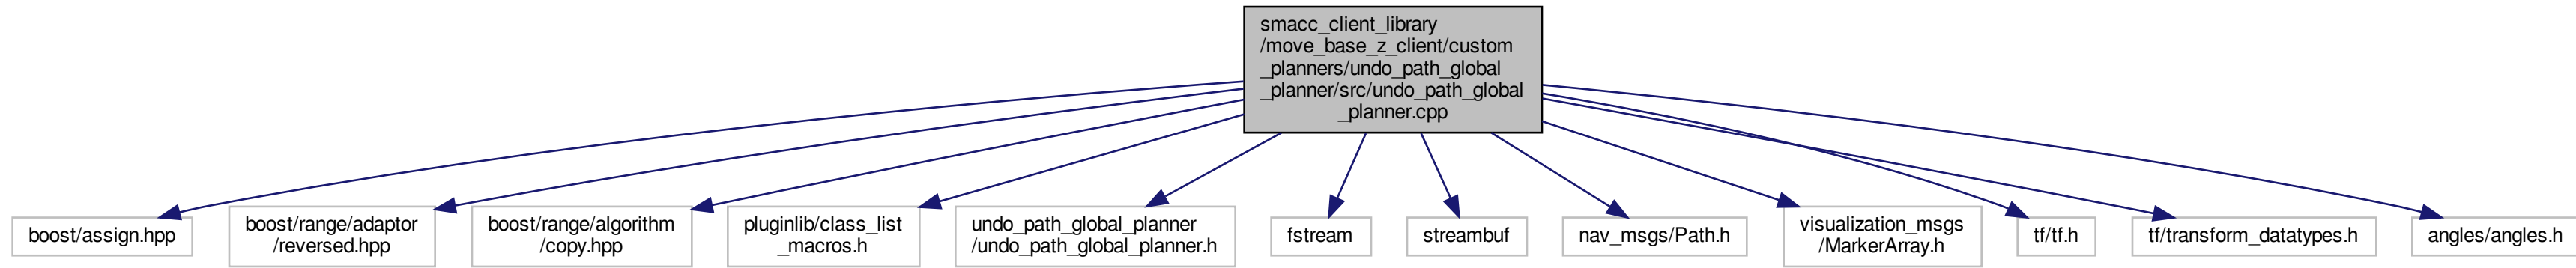 smacc_client_library
/move_base_z_client/custom
_planners/undo_path_global
_planner/src/undo_path_global
_planner.cpp
boost/assign.hpp
boost/range/adaptor
/reversed.hpp
boost/range/algorithm
/copy.hpp
pluginlib/class_list
_macros.h
undo_path_global_planner
/undo_path_global_planner.h
fstream
streambuf
nav_msgs/Path.h
visualization_msgs
/MarkerArray.h
tf/tf.h
tf/transform_datatypes.h
angles/angles.h